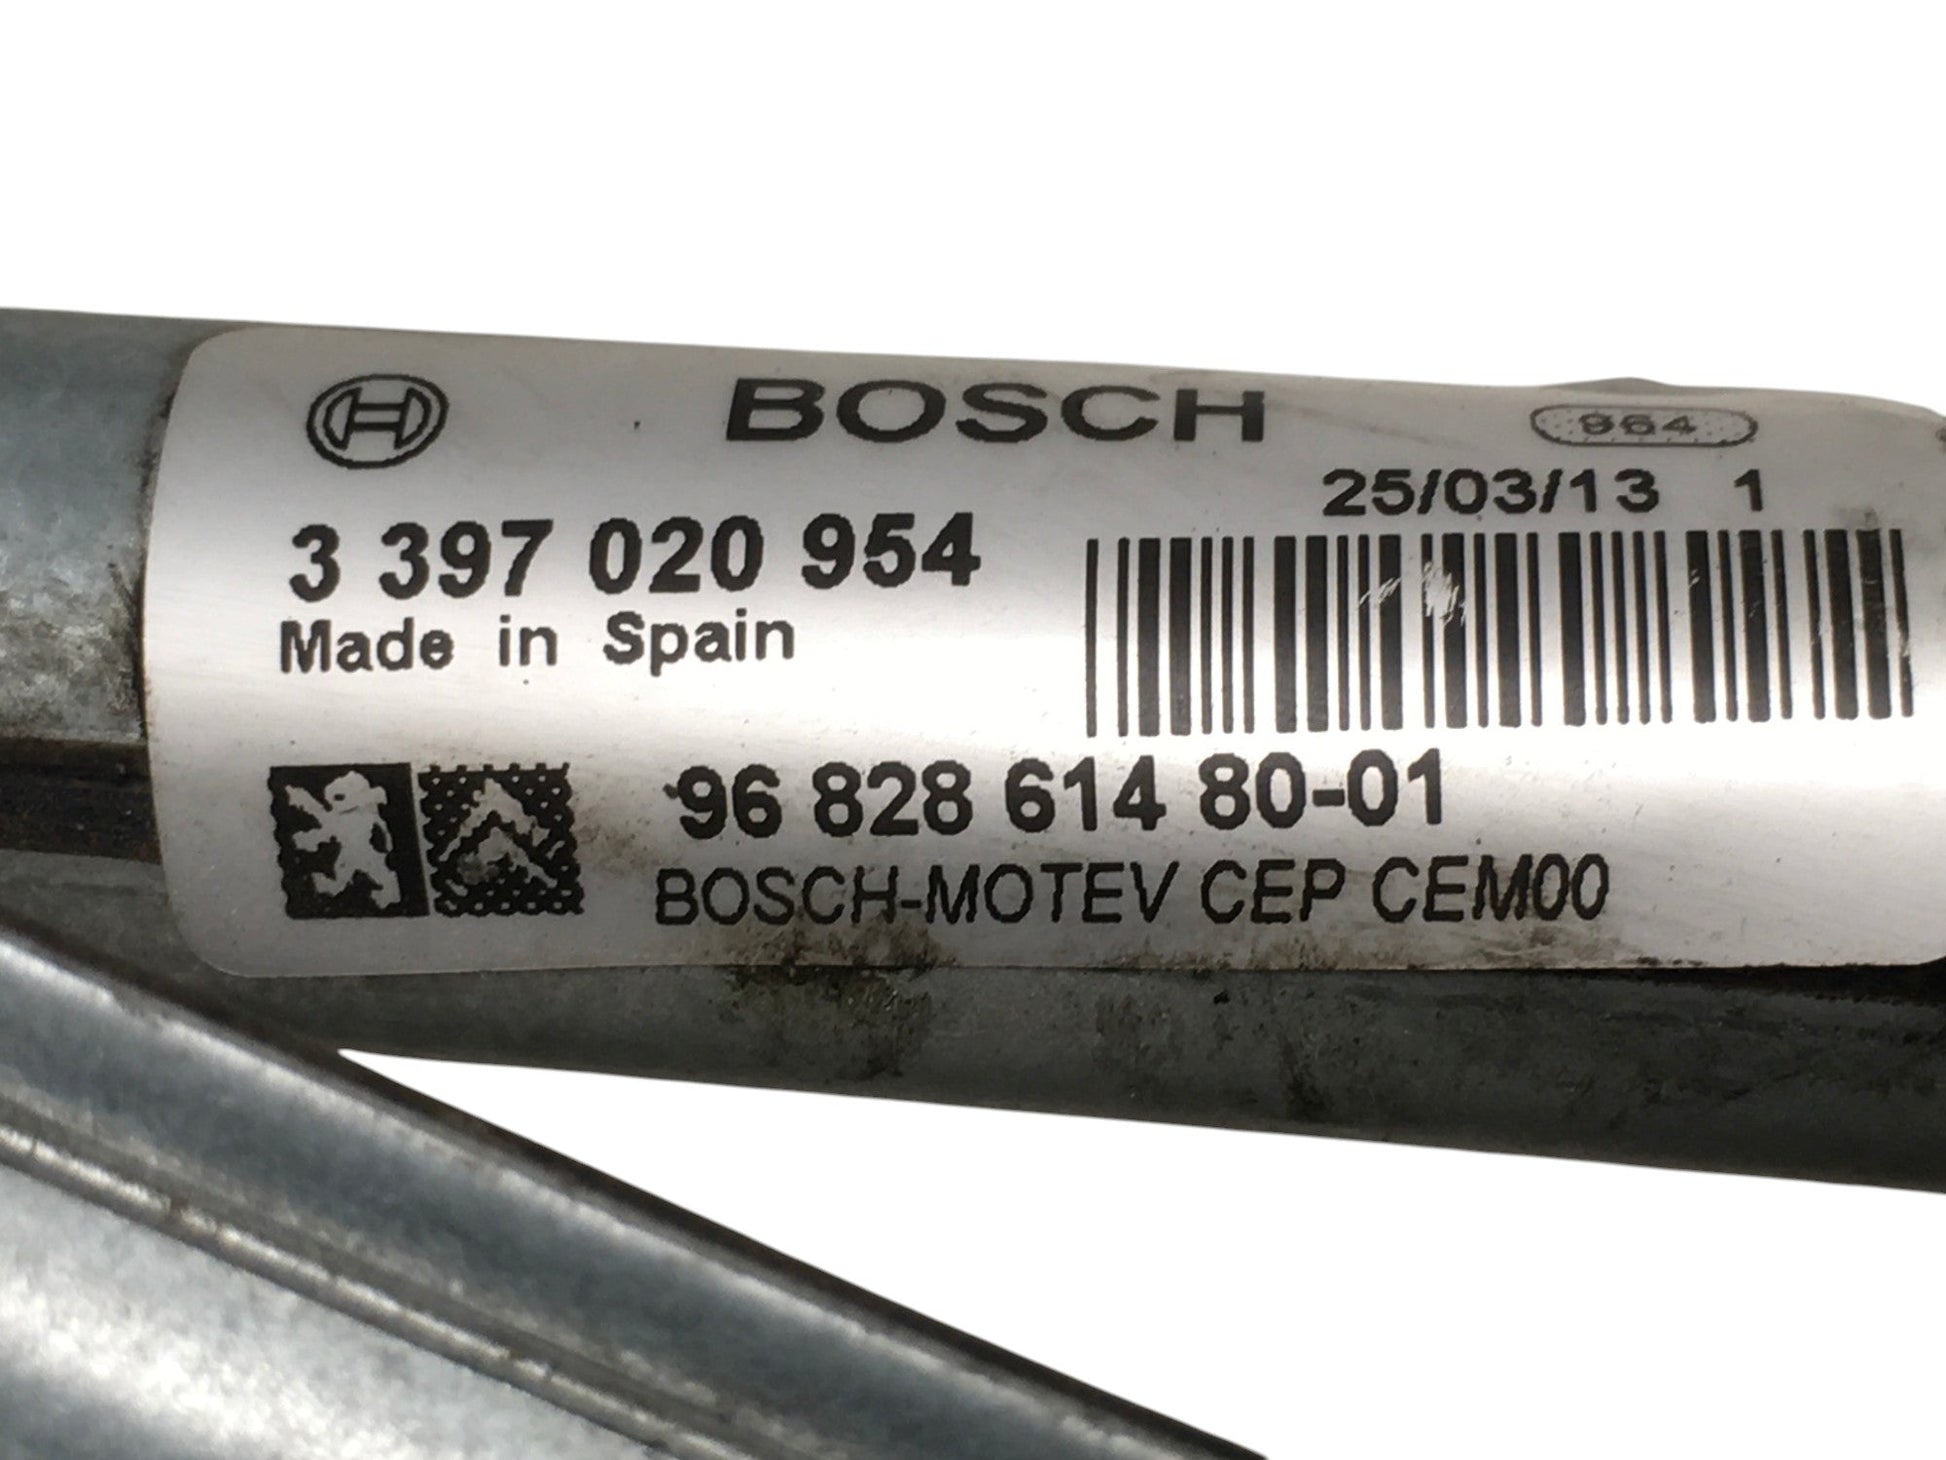 BOSCH
964
25/03/13 1
3 397 020 954
Made in Spain
96 828 614 80-01
BOSCH-MOTEV CEP CEM00